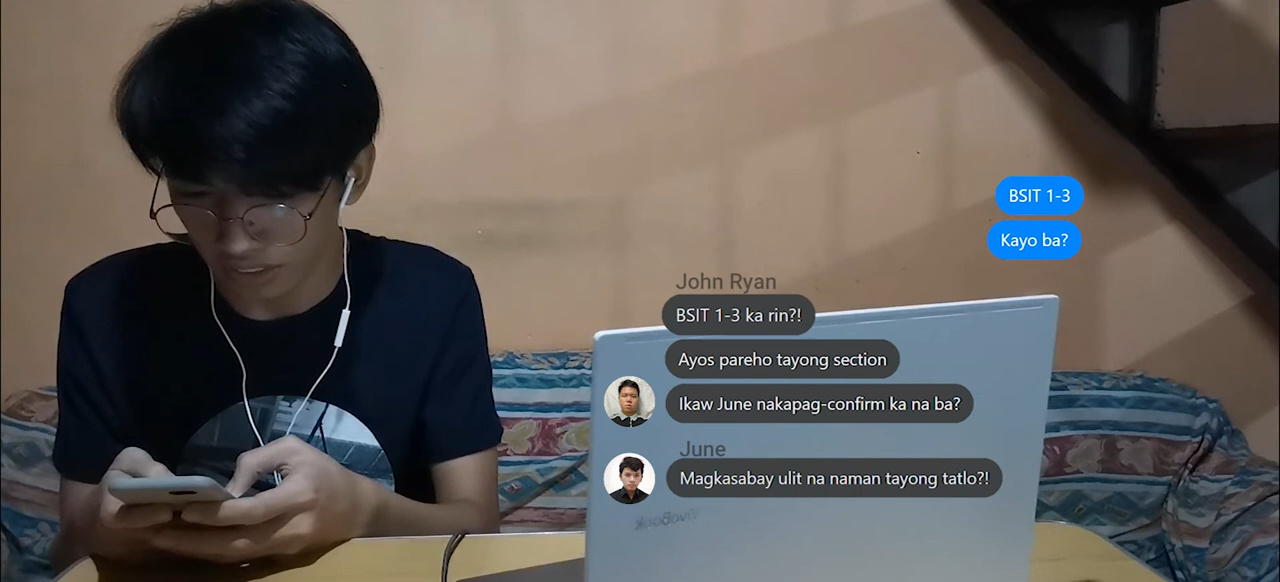 BSIT 1-3
Kayo ba?
John Ryan
BSIT 1-3 ka rin?!
Ayos pareho tayong section
Ikaw June nakapag-confirm ka na ba?
June
Magkasabay ulit na naman tayong tatlo?!
VivoBook